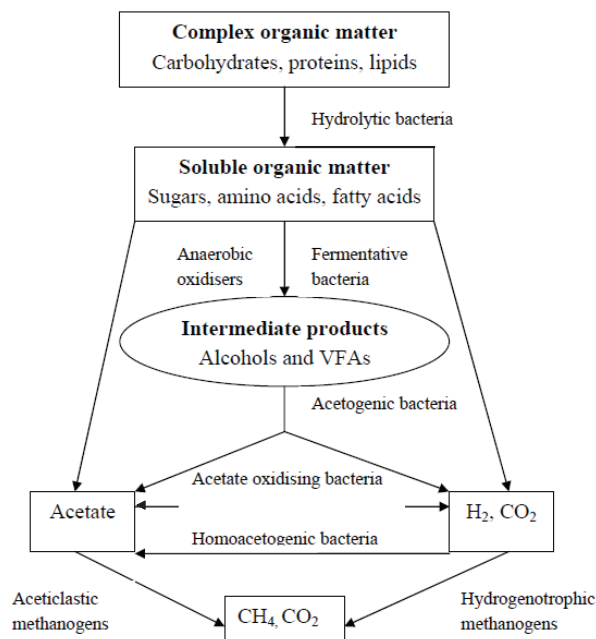 Complex organic matter
Carbohydrates, proteins, lipids
Hydrolytic bacteria
Soluble organic matter
Sugars, amino acids, fatty acids
Anaerobic
oxidisers
Fermentative
bacteria
Intermediate products
Alcohols and VFAs
Acetogenic bacteria
Acetate oxidising bacteria
Acetate
H₂, CO₂
Homoacetogenic bacteria
Aceticlastic
methanogens
CH₄, CO₂
Hydrogenotrophic
methanogens